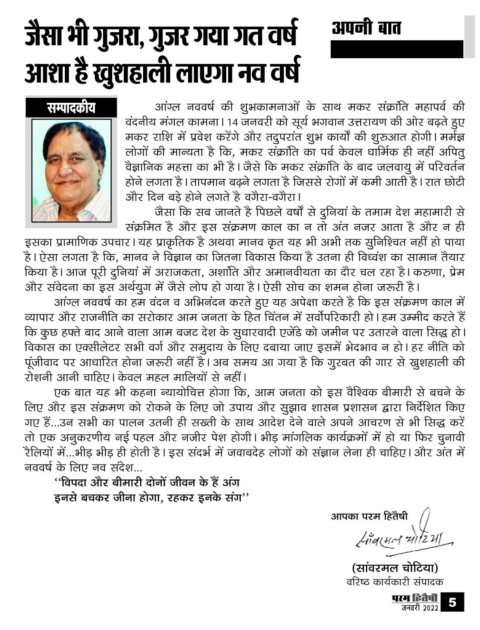 अपनी बात
जैसा भी गुजरा, गुजर गया गत वर्ष
आशा है खुशहाली लाएगा नव वर्ष
सम्पादकीय
आंग्ल नववर्ष की शुभकामनाओं के साथ मकर संक्रांति महापर्व की
वंदनीय मंगल कामना। 14 जनवरी को सूर्य भगवान उत्तरायण की ओर बढ़ते हुए
मकर राशि में प्रवेश करेंगे और तदुपरांत शुभ कार्यों की शुरुआत होगी। मर्मज्ञ
लोगों की मान्यता है कि, मकर संक्रांति का पर्व केवल धार्मिक ही नहीं अपितु
वैज्ञानिक महत्ता का भी है। जैसे कि मकर संक्रांति के बाद जलवायु में परिवर्तन
होने लगता है। तापमान बढ़ने लगता है जिससे रोगों में कमी आती है। रात छोटी
और दिन बड़े होने लगते है वगैरा-वगैरा।
जैसा कि सब जानते है पिछले वर्षों से दुनियां के तमाम देश महामारी से
संक्रमित है और इस संक्रमण काल का न तो अंत नजर आता है और न ही
इसका प्रामाणिक उपचार। यह प्राकृतिक है अथवा मानव कृत यह भी अभी तक सुनिश्चित नहीं हो पाया
है। ऐसा लगता है कि, मानव ने विज्ञान का जितना विकास किया है उतना ही विध्वंश का सामान तैयार
किया है। आज पूरी दुनियां में अराजकता, अशांति और अमानवीयता का दौर चल रहा है। करुणा, प्रेम
और संवेदना का इस अर्थयुग में जैसे लोप हो गया है। ऐसी सोच का शमन होना जरूरी है।
आंग्ल नववर्ष का हम वंदन व अभिनंदन करते हुए यह अपेक्षा करते है कि इस संक्रमण काल में
व्यापार और राजनीति का सरोकार आम जनता के हित चिंतन में सर्वोपरिकारी हो। हम उम्मीद करते हैं
कि कुछ हफ्ते बाद आने वाला आम बजट देश के सुधारवादी एजेंडे को जमीन पर उतारने वाला सिद्ध हो।
विकास का एक्सीलेटर सभी वर्ग और समुदाय के लिए दबाया जाए इसमें भेदभाव न हो। हर नीति को
पूंजीवाद पर आधारित होना जरूरी नहीं है। अब समय आ गया है कि गुरबत की गार से खुशहाली की
रोशनी आनी चाहिए। केवल महल मालियों से नहीं।
एक बात यह भी कहना न्यायोचित्त होगा कि, आम जनता को इस वैश्विक बीमारी से बचने के
लिए और इस संक्रमण को रोकने के लिए जो उपाय और सुझाव शासन प्रशासन द्वारा निर्देशित किए
गए हैं...उन सभी का पालन उतनी ही सख्ती के साथ आदेश देने वाले अपने आचरण से भी सिद्ध करें
तो एक अनुकरणीय नई पहल और नजीर पेश होगी। भीड़ मांगलिक कार्यक्रमों में हो या फिर चुनावी
रैलियों में...भीड़ भीड़ ही होती है। इस संदर्भ में जवाबदेह लोगों को संज्ञान लेना ही चाहिए। और अंत में
नववर्ष के लिए नव संदेश...
‘‘विपदा और बीमारी दोनों जीवन के हैं अंग
इनसे बचकर जीना होगा, रहकर इनके संग’’
आपका परम हितैषी
साँवरमल चोटिया
(सांवरमल चोटिया)
वरिष्ठ कार्यकारी संपादक
परम हितैषी
जनवरी 2022
5